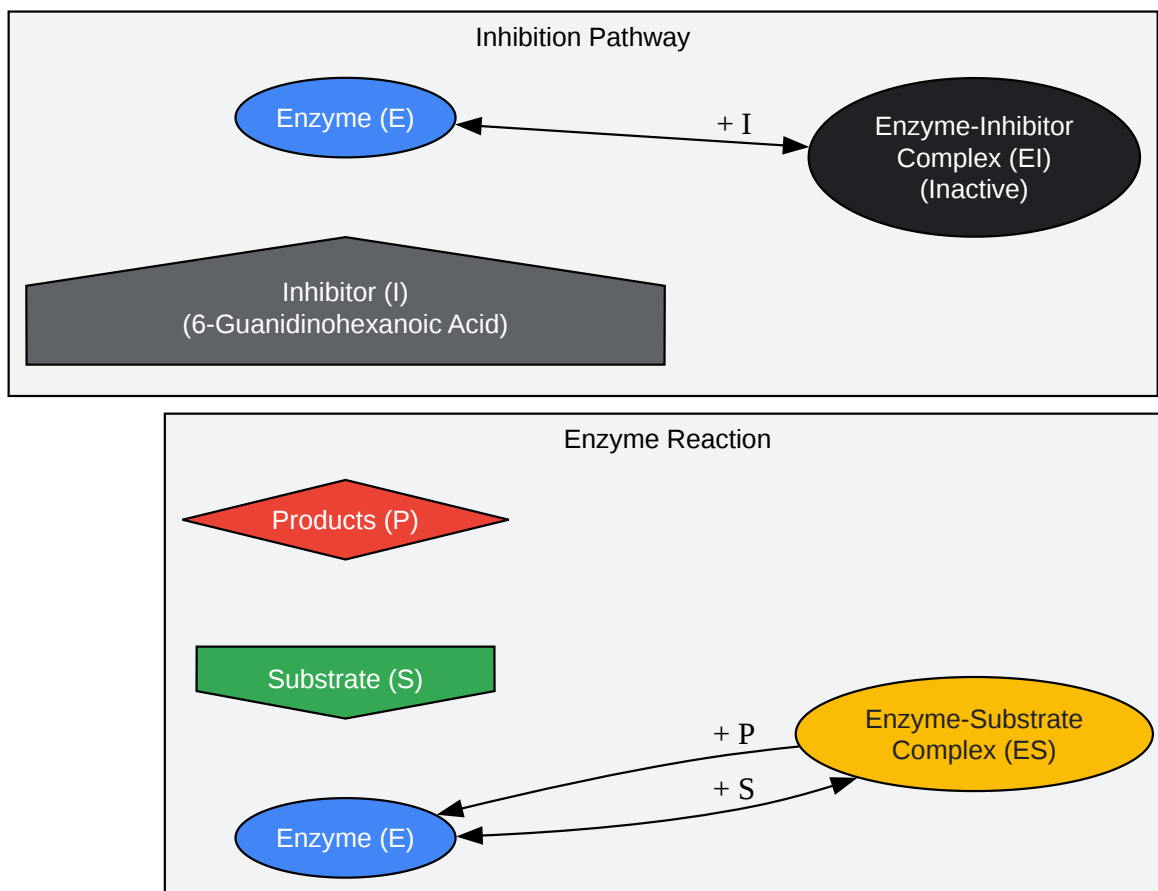 Inhibition Pathway
Enzyme (E)
+ I
Enzyme-Inhibitor
Complex (EI)
(Inactive)
Inhibitor (I)
(6-Guanidinohexanoic Acid)
Enzyme Reaction
Products (P)
Substrate (S)
Enzyme-Substrate
Complex (ES)
+ P
+ S
Enzyme (E)